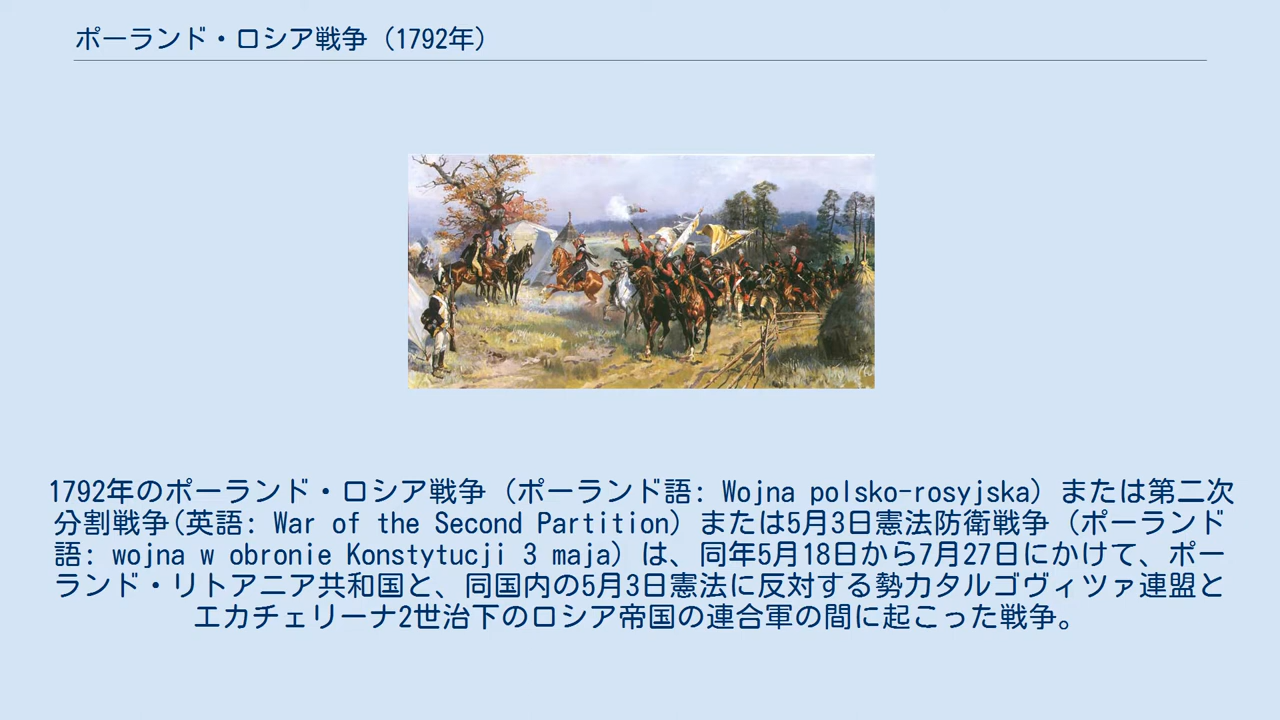 ポーランド・ロシア戦争 (1792年)
1792年のポーランド・ロシア戦争 (ポーランド語: Wojna polsko-rosyjska) または第二次
分割戦争(英語: War of the Second Partition) または5月3日憲法防衛戦争 (ポーランド
語: wojna w obronie Konstytucji 3 maja) は、同年5月18日から7月27日にかけて、ポー
ランド・リトアニア共和国と、同国内の5月3日憲法に反対する勢力タルゴヴィツァ連盟と
エカチェリーナ2世治下のロシア帝国の連合軍の間に起こった戦争。